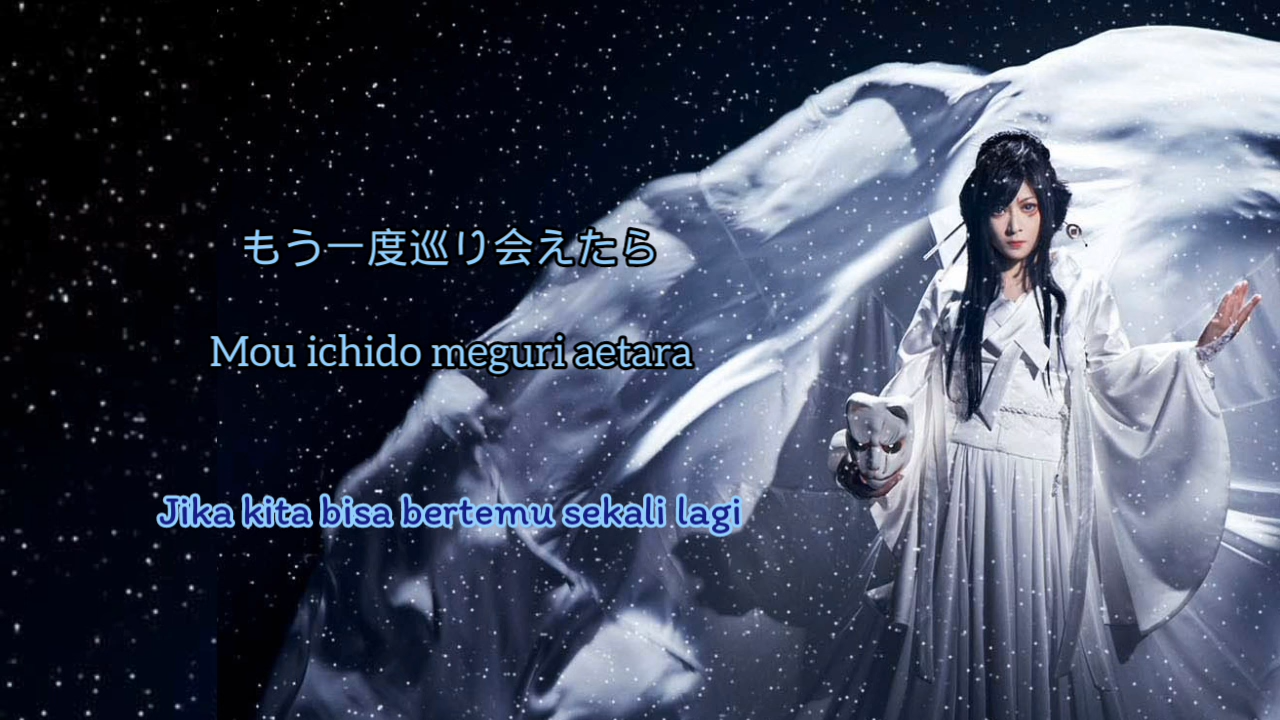 もう一度巡り会えたら
Mou ichido meguri aetara
Jika kita bisa bertemu sekali lagi